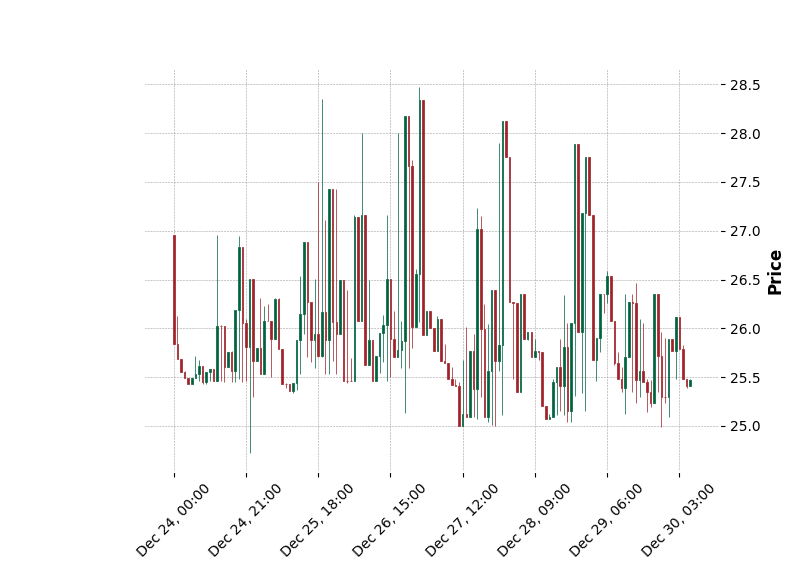 28.5
28.0
27.5
27.0
26.5
26.0
25.5
25.0
Price
Dec 24, 00:00
Dec 24, 21:00
Dec 25, 18:00
Dec 26, 15:00
Dec 27, 12:00
Dec 28, 09:00
Dec 29, 06:00
Dec 30, 03:00